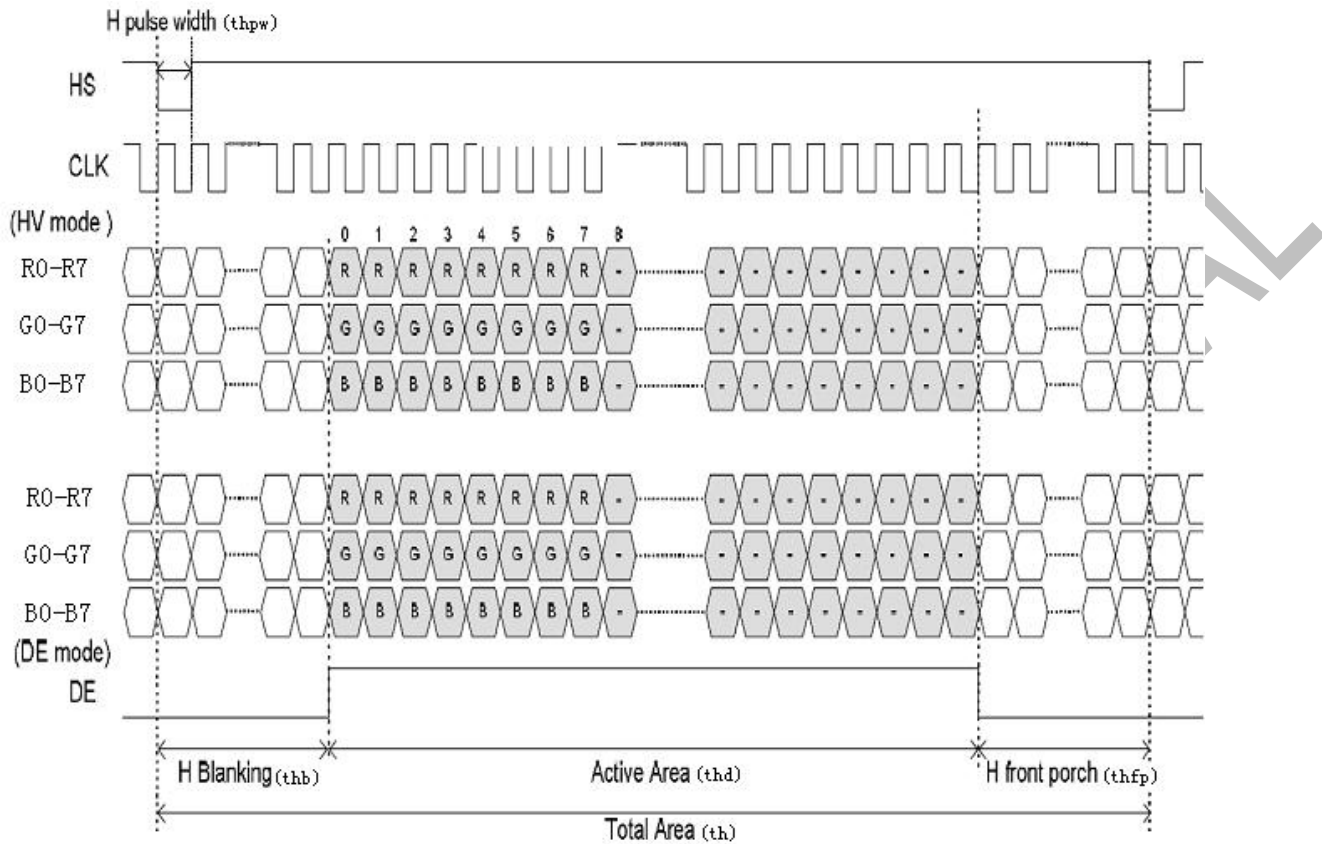 H pulse width (thpw)
HS
CLK
(HV mode )
0 1 2 3 4 5 6 7 8
R0-R7 R R R R R R R R - - - - - - - - -
G0-G7 G G G G G G G G - - - - - - - - -
B0-B7 B B B B B B B B - - - - - - - - -
R0-R7 R R R R R R R R - - - - - - - - -
G0-G7 G G G G G G G G - - - - - - - - -
B0-B7 B B B B B B B B - - - - - - - - -
(DE mode)
DE
H Blanking (thb) Active Area (thd) H front porch (thfp)
Total Area (th)